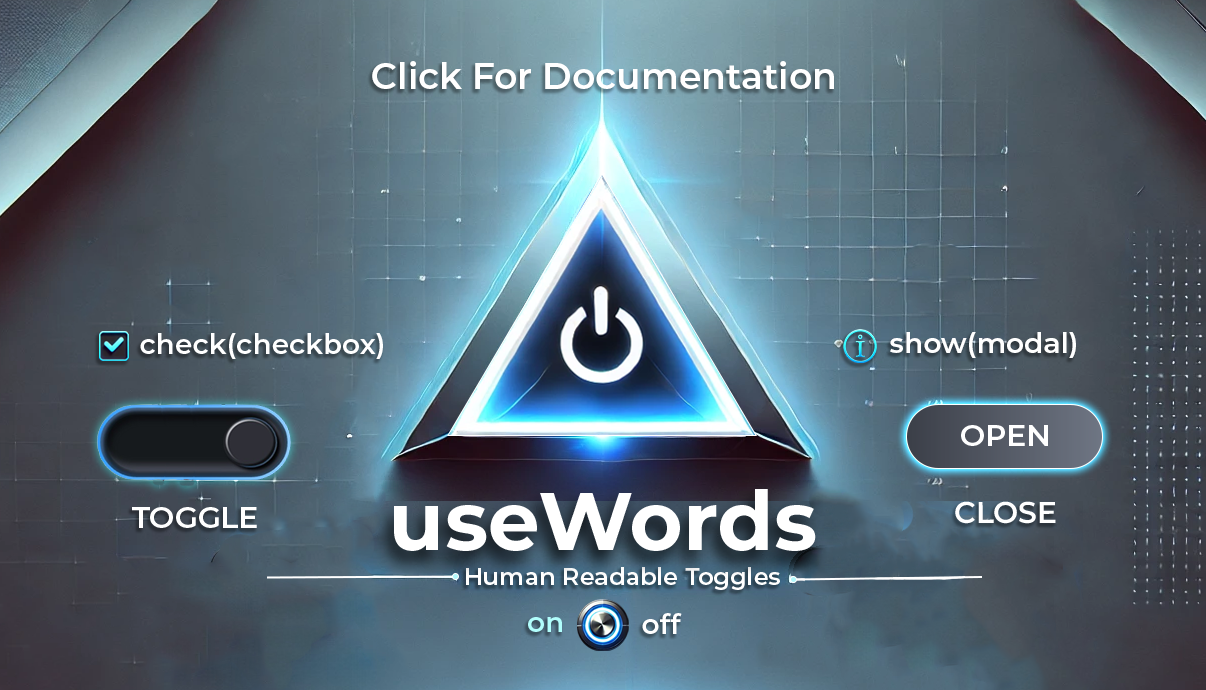 Click For Documentation
check(checkbox)
show(modal)
OPEN
TOGGLE
CLOSE
useWords
Human Readable Toggles
on off